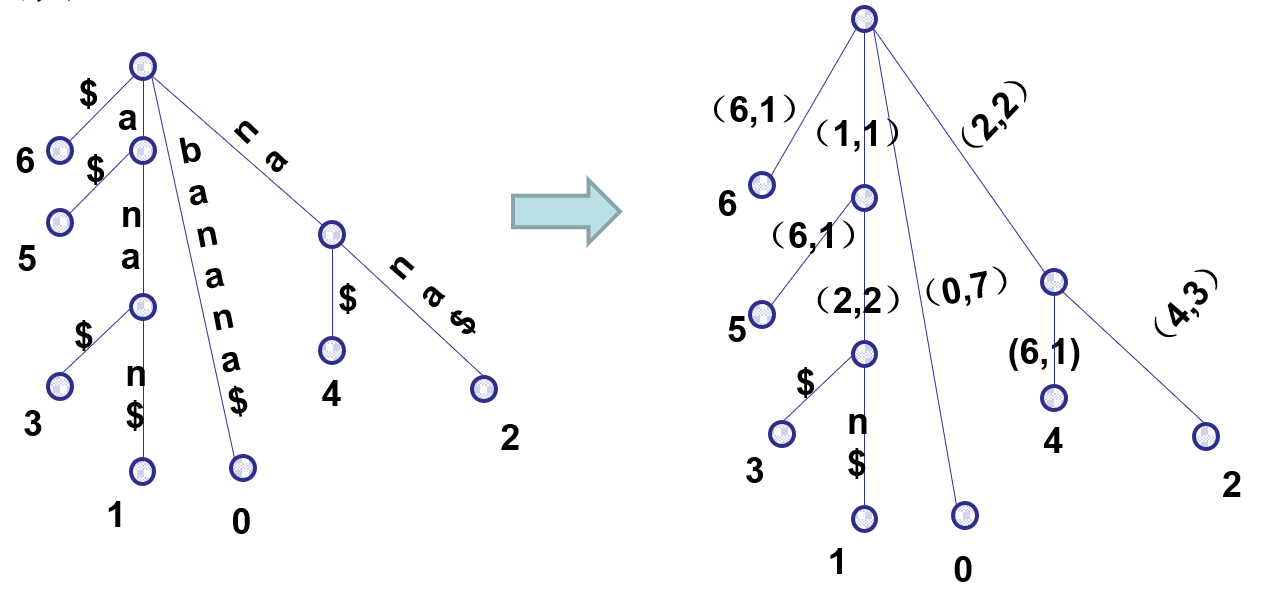 $
a
6
$
5
n
a
$
3
n
$
1
b
a
n
a
n
a
$
0
n
a
$
4
n
a
$
2
(6,1)
6
(1,1)
(6,1)
5
(2,2)
$
3
n
$
1
(0,7)
0
(2,2)
(6,1)
4
(4,3)
2